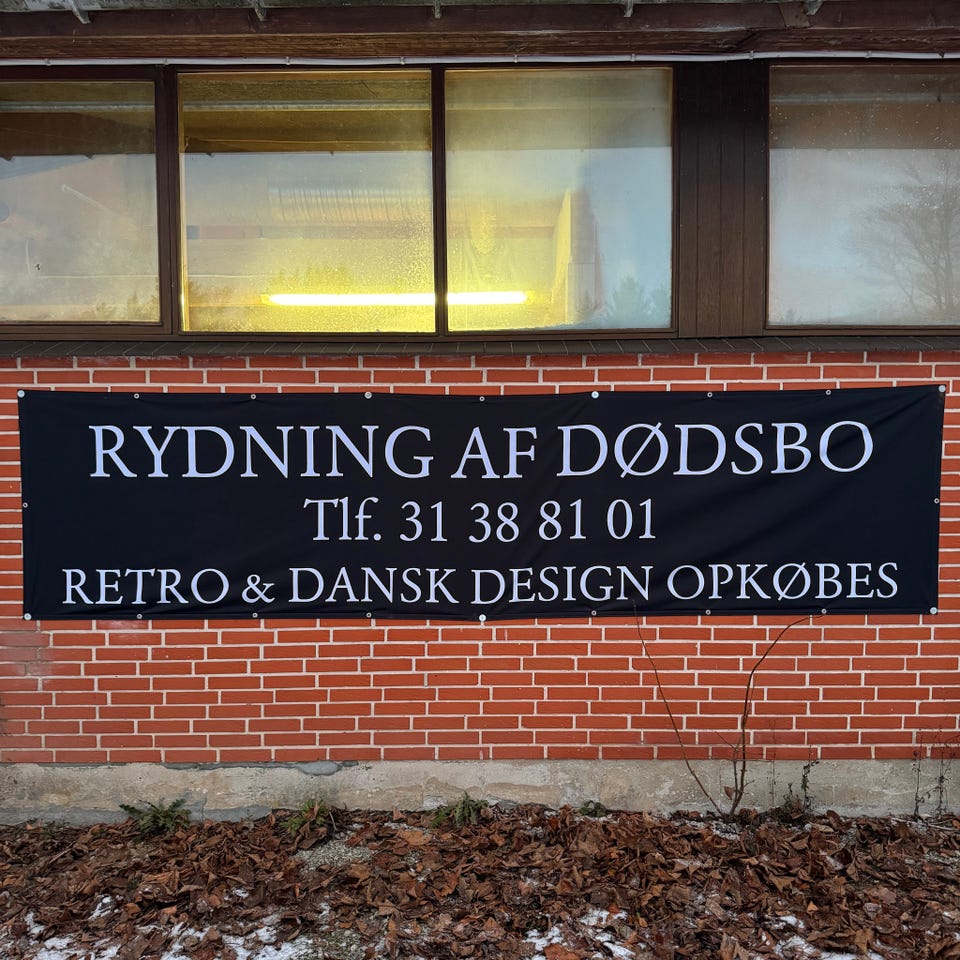 RYDNING AF DØDSBO
Tlf. 31 38 81 01
RETRO & DANSK DESIGN OPKØBES